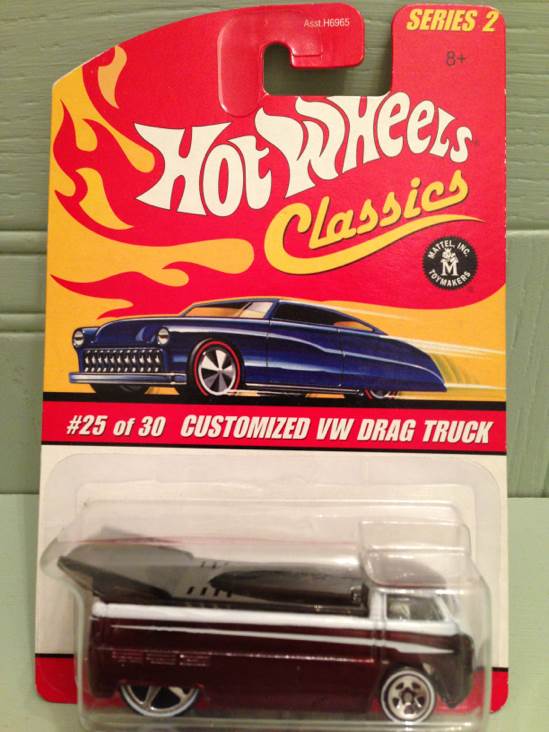 Asst.H6965
SERIES 2
8+
HOT WHEELS
Classics
MATTEL, INC.
M
TOYMAKERS
#25 of 30 CUSTOMIZED VW DRAG TRUCK